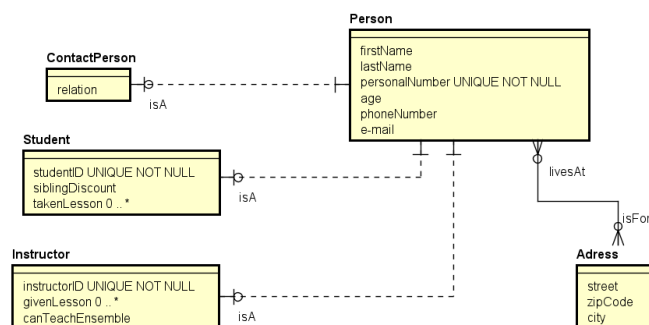 Person
firstName
lastName
personalNumber UNIQUE NOT NULL
age
phoneNumber
e-mail
ContactPerson
relation
isA
Student
studentID UNIQUE NOT NULL
siblingDiscount
takenLesson 0 .. *
isA
livesAt
isFor
Instructor
instructorID UNIQUE NOT NULL
givenLesson 0 .. *
canTeachEnsemble
isA
Adress
street
zipCode
city